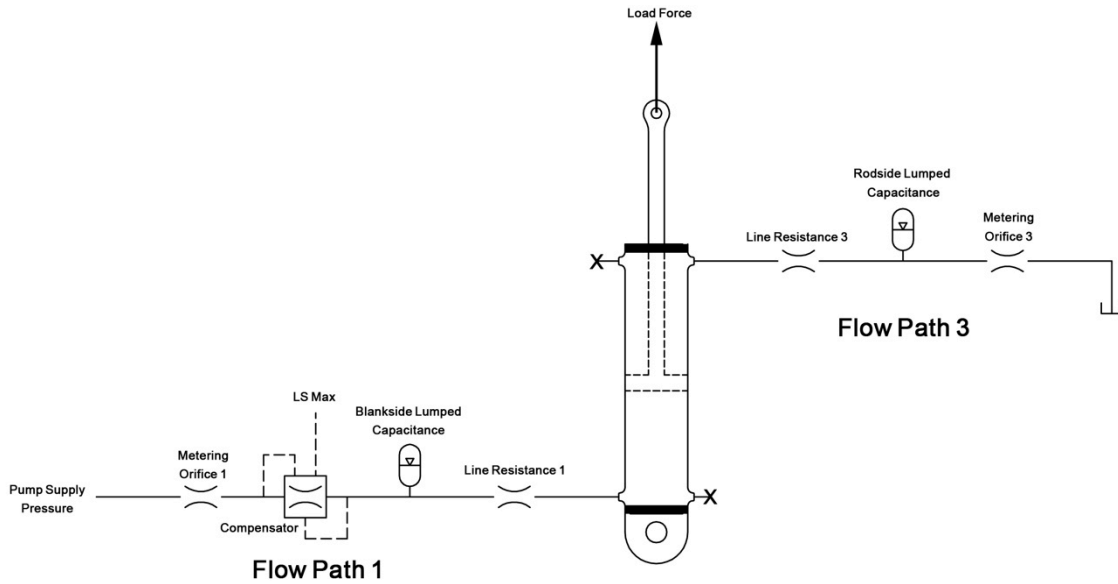 Load Force
Rodside Lumped
Capacitance
Metering
Orifice 3
Line Resistance 3
X
Flow Path 3
LS Max
Blankside Lumped
Capacitance
Metering
Orifice 1
Line Resistance 1
Pump Supply
Pressure
X
Compensator
Flow Path 1